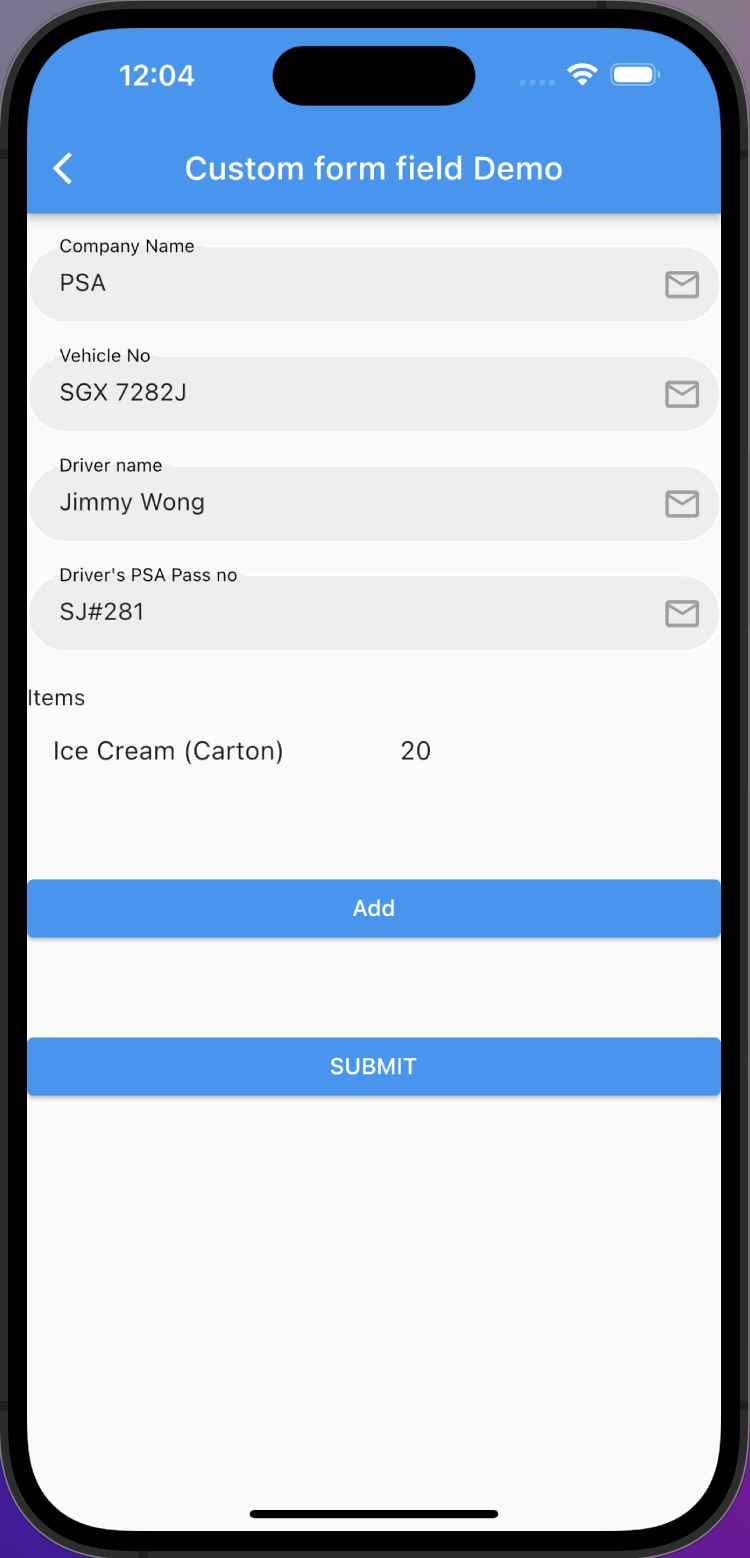 12:04
Custom form field Demo
Company Name
PSA
Vehicle No
SGX 7282J
Driver name
Jimmy Wong
Driver's PSA Pass no
SJ#281
Items
Ice Cream (Carton) 20
Add
SUBMIT